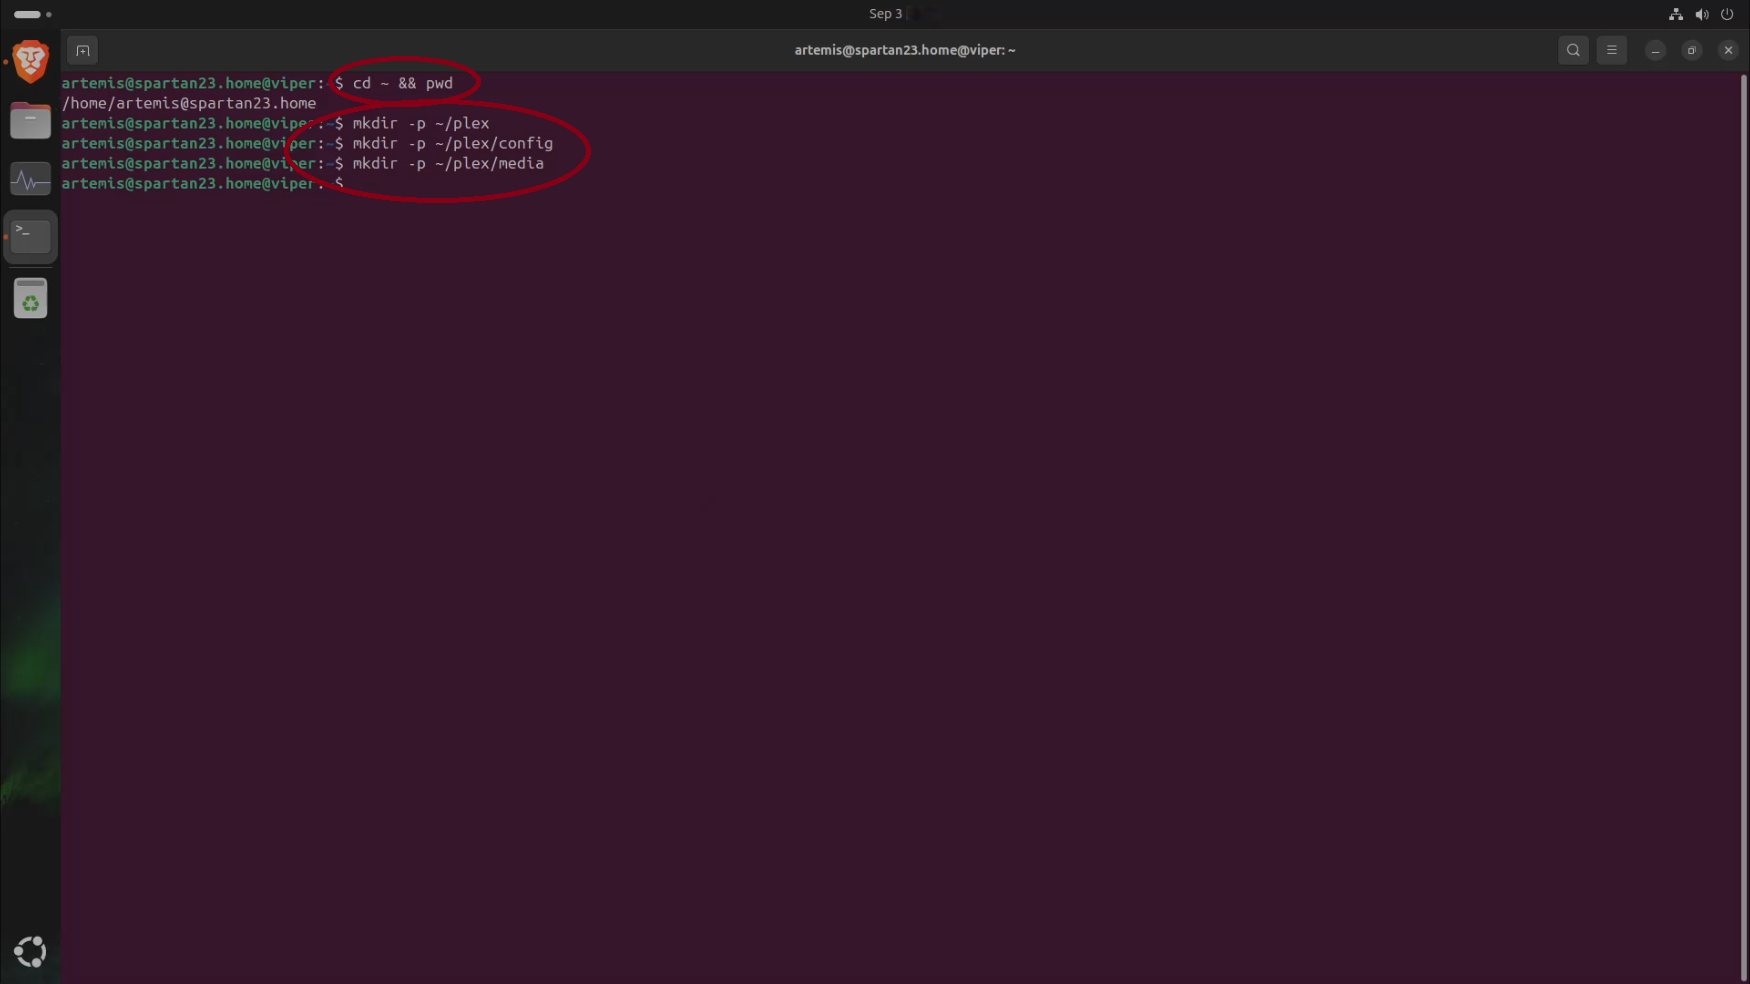 Sep 3
artemis@spartan23.home@viper: ~
artemis@spartan23.home@viper:~$ cd ~ && pwd
/home/artemis@spartan23.home
artemis@spartan23.home@viper:~$ mkdir -p ~/plex
artemis@spartan23.home@viper:~$ mkdir -p ~/plex/config
artemis@spartan23.home@viper:~$ mkdir -p ~/plex/media
artemis@spartan23.home@viper:~$